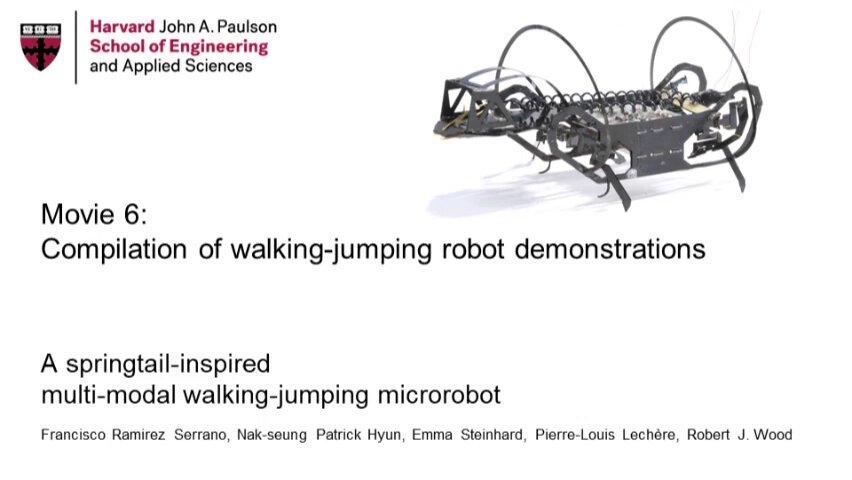 Harvard John A. Paulson
School of Engineering
and Applied Sciences
Movie 6:
Compilation of walking-jumping robot demonstrations
A springtail-inspired
multi-modal walking-jumping microrobot
Francisco Ramirez Serrano, Nak-seung Patrick Hyun, Emma Steinhard, Pierre-Louis Lechère, Robert J. Wood